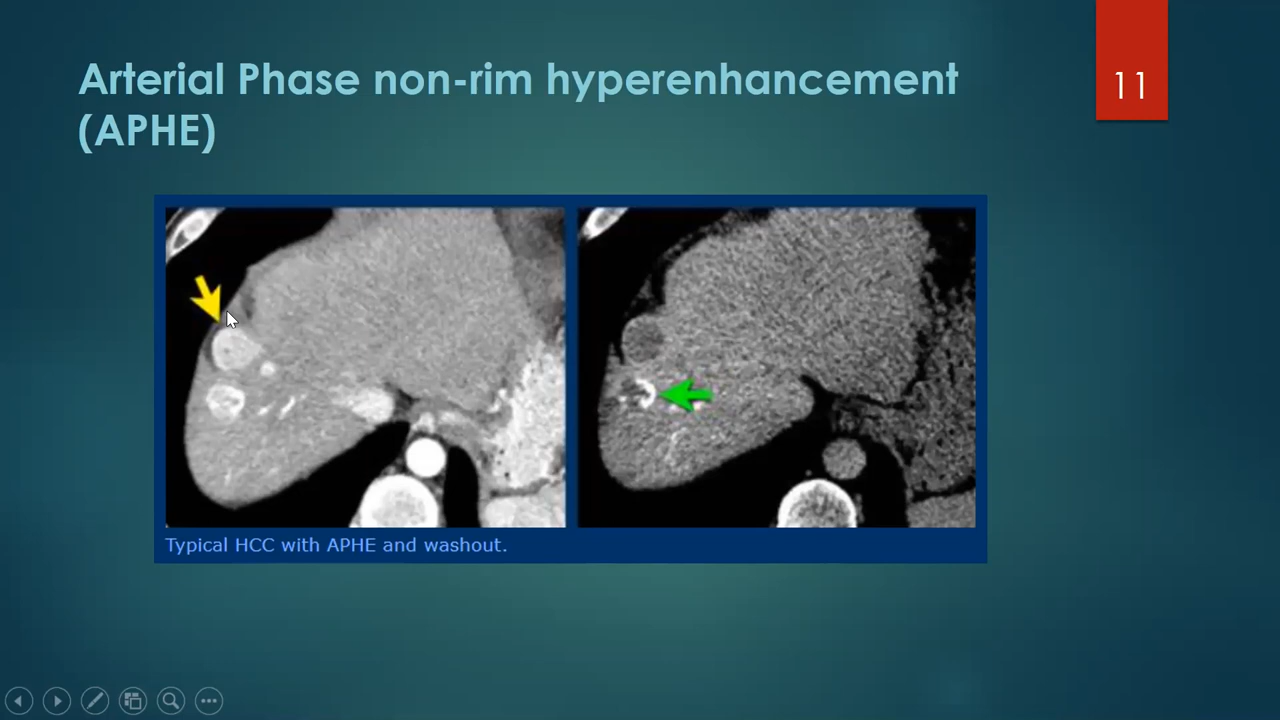 Arterial Phase non-rim hyperenhancement
(APHE)
11
Typical HCC with APHE and washout.